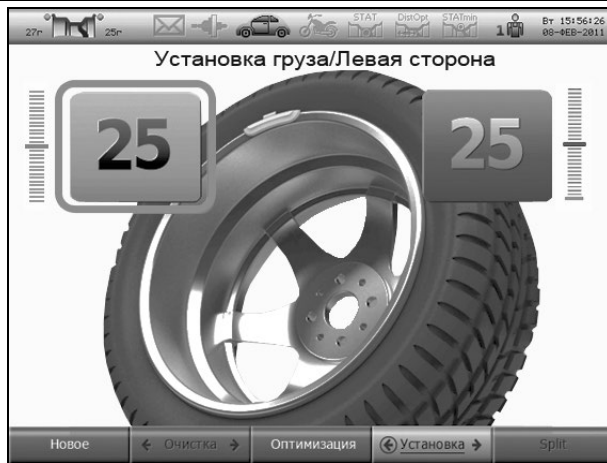 27г 25г STAT DistOpt STATmin 1 Вт 15:56:26
08-ФЕВ-2011
Установка груза/Левая сторона
25 25
Новое Очистка Оптимизация Установка Split